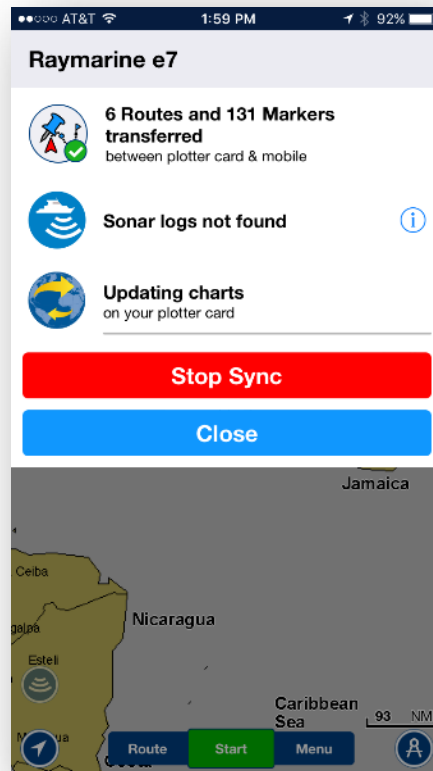 AT&T 1:59 PM 92%
Raymarine e7
6 Routes and 131 Markers
transferred
between plotter card & mobile
Sonar logs not found
i
Updating charts
on your plotter card
Stop Sync
Close
Jamaica
Ceiba
Nicaragua
galpa
Esteli
Caribbean
Sea
93 NM
Route Start Menu